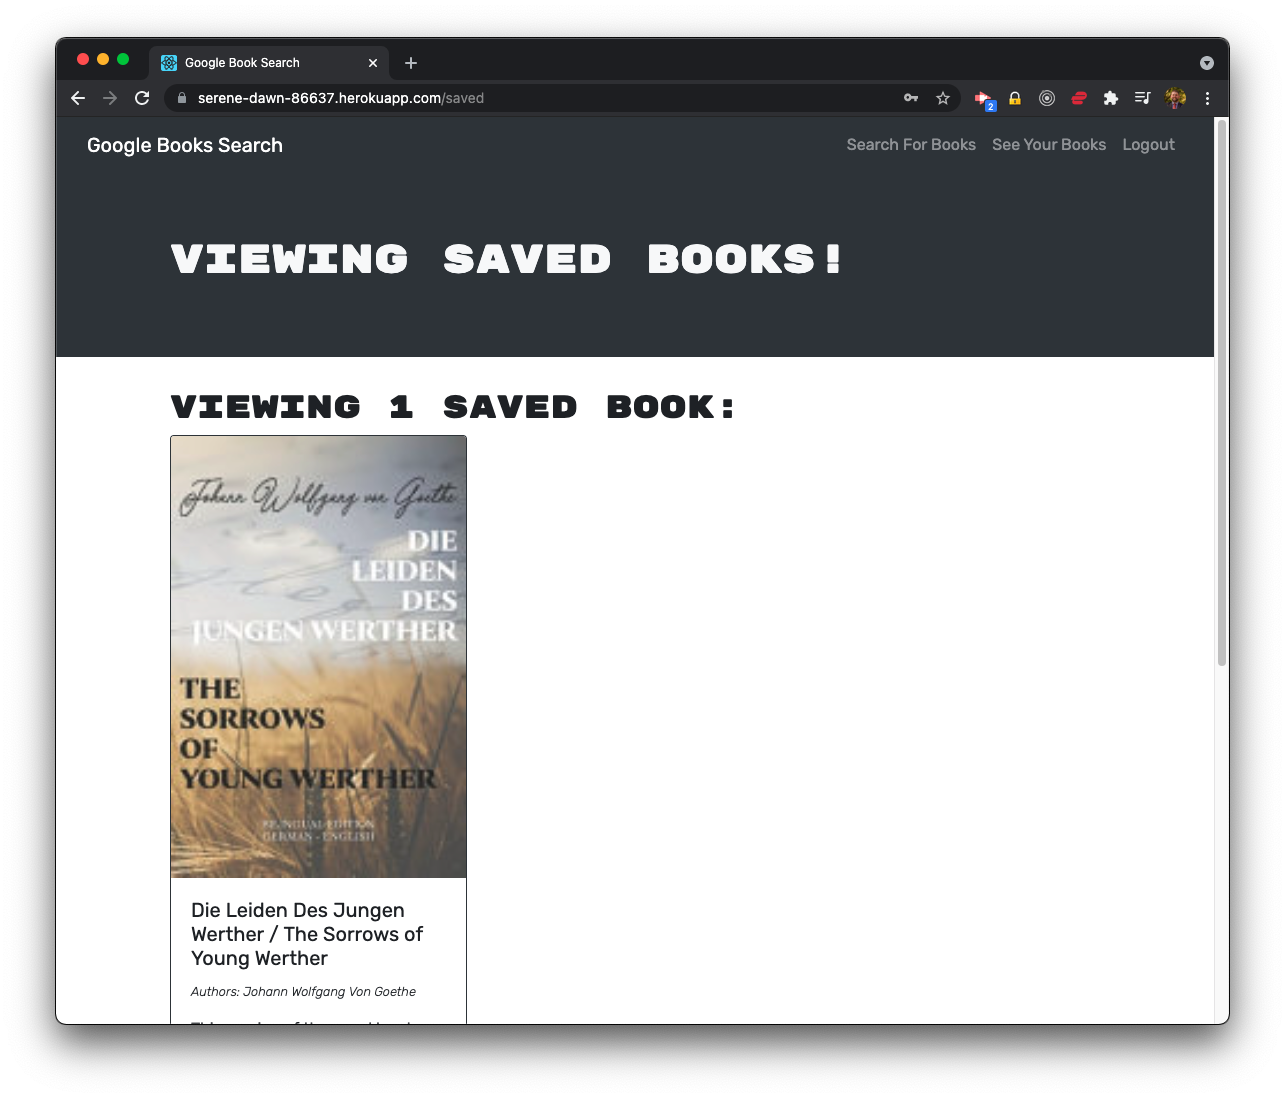 Google Book Search
serene-dawn-86637.herokuapp.com/saved
2
Google Books Search
Search For Books
See Your Books
Logout
VIEWING SAVED BOOKS!
VIEWING 1 SAVED BOOK:
Johann Wolfgang von Goethe
DIE
LEIDEN
DES
JUNGEN WERTHER
THE
SORROWS
OF
YOUNG WERTHER
BILINGUAL EDITION
GERMAN - ENGLISH
Die Leiden Des Jungen
Werther / The Sorrows of
Young Werther
Authors: Johann Wolfgang Von Goethe